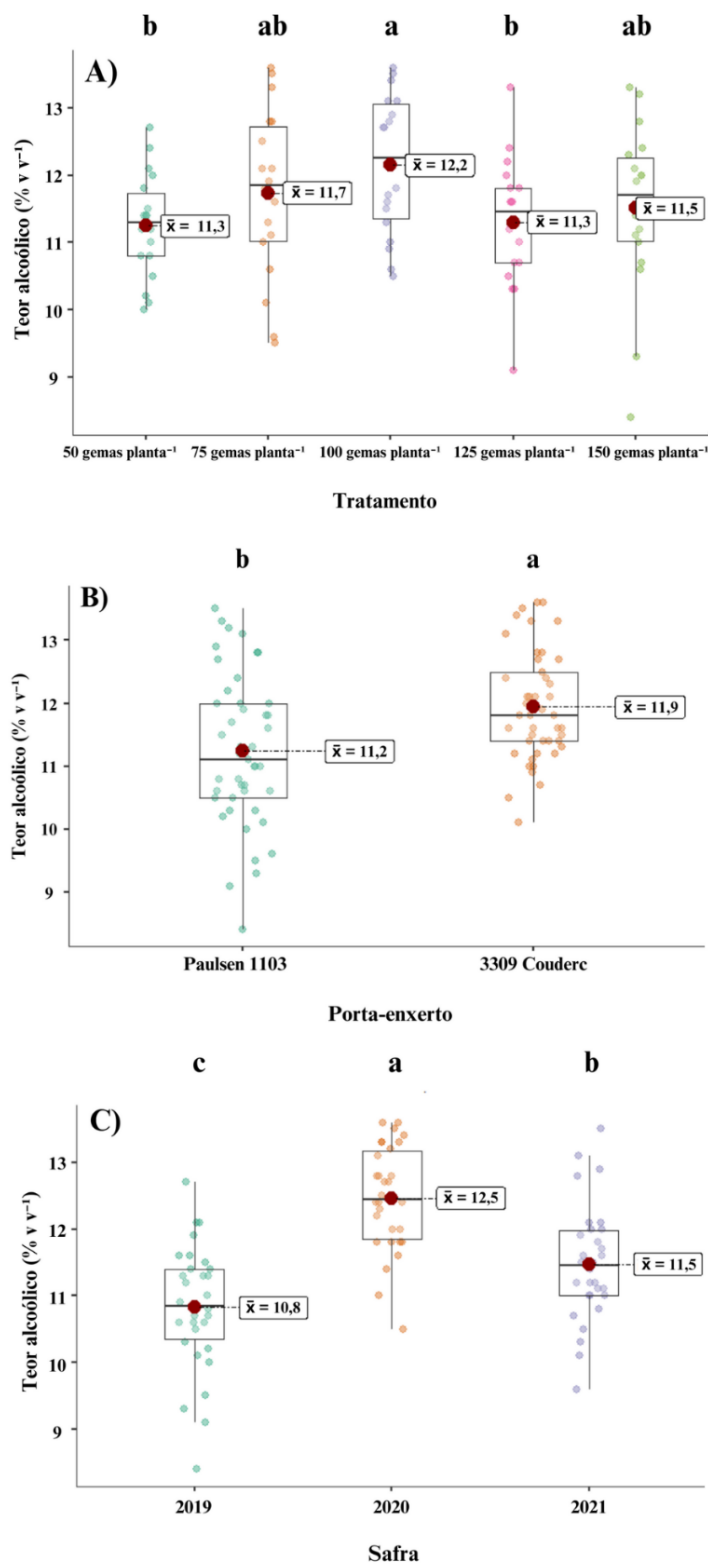 b ab a b ab
A)
Teor alcoólico (% v v⁻¹)
13
12
11
10
9
x̄ = 11,3
x̄ = 11,7
x̄ = 12,2
x̄ = 11,3
x̄ = 11,5
50 gemas planta⁻¹ 75 gemas planta⁻¹ 100 gemas planta⁻¹ 125 gemas planta⁻¹ 150 gemas planta⁻¹
Tratamento
b a
B)
Teor alcoólico (% v v⁻¹)
13
12
11
10
9
x̄ = 11,2
x̄ = 11,9
Paulsen 1103 3309 Couderc
Porta-enxerto
c a b
C)
Teor alcoólico (% v v⁻¹)
13
12
11
10
9
x̄ = 10,8
x̄ = 12,5
x̄ = 11,5
2019 2020 2021
Safra